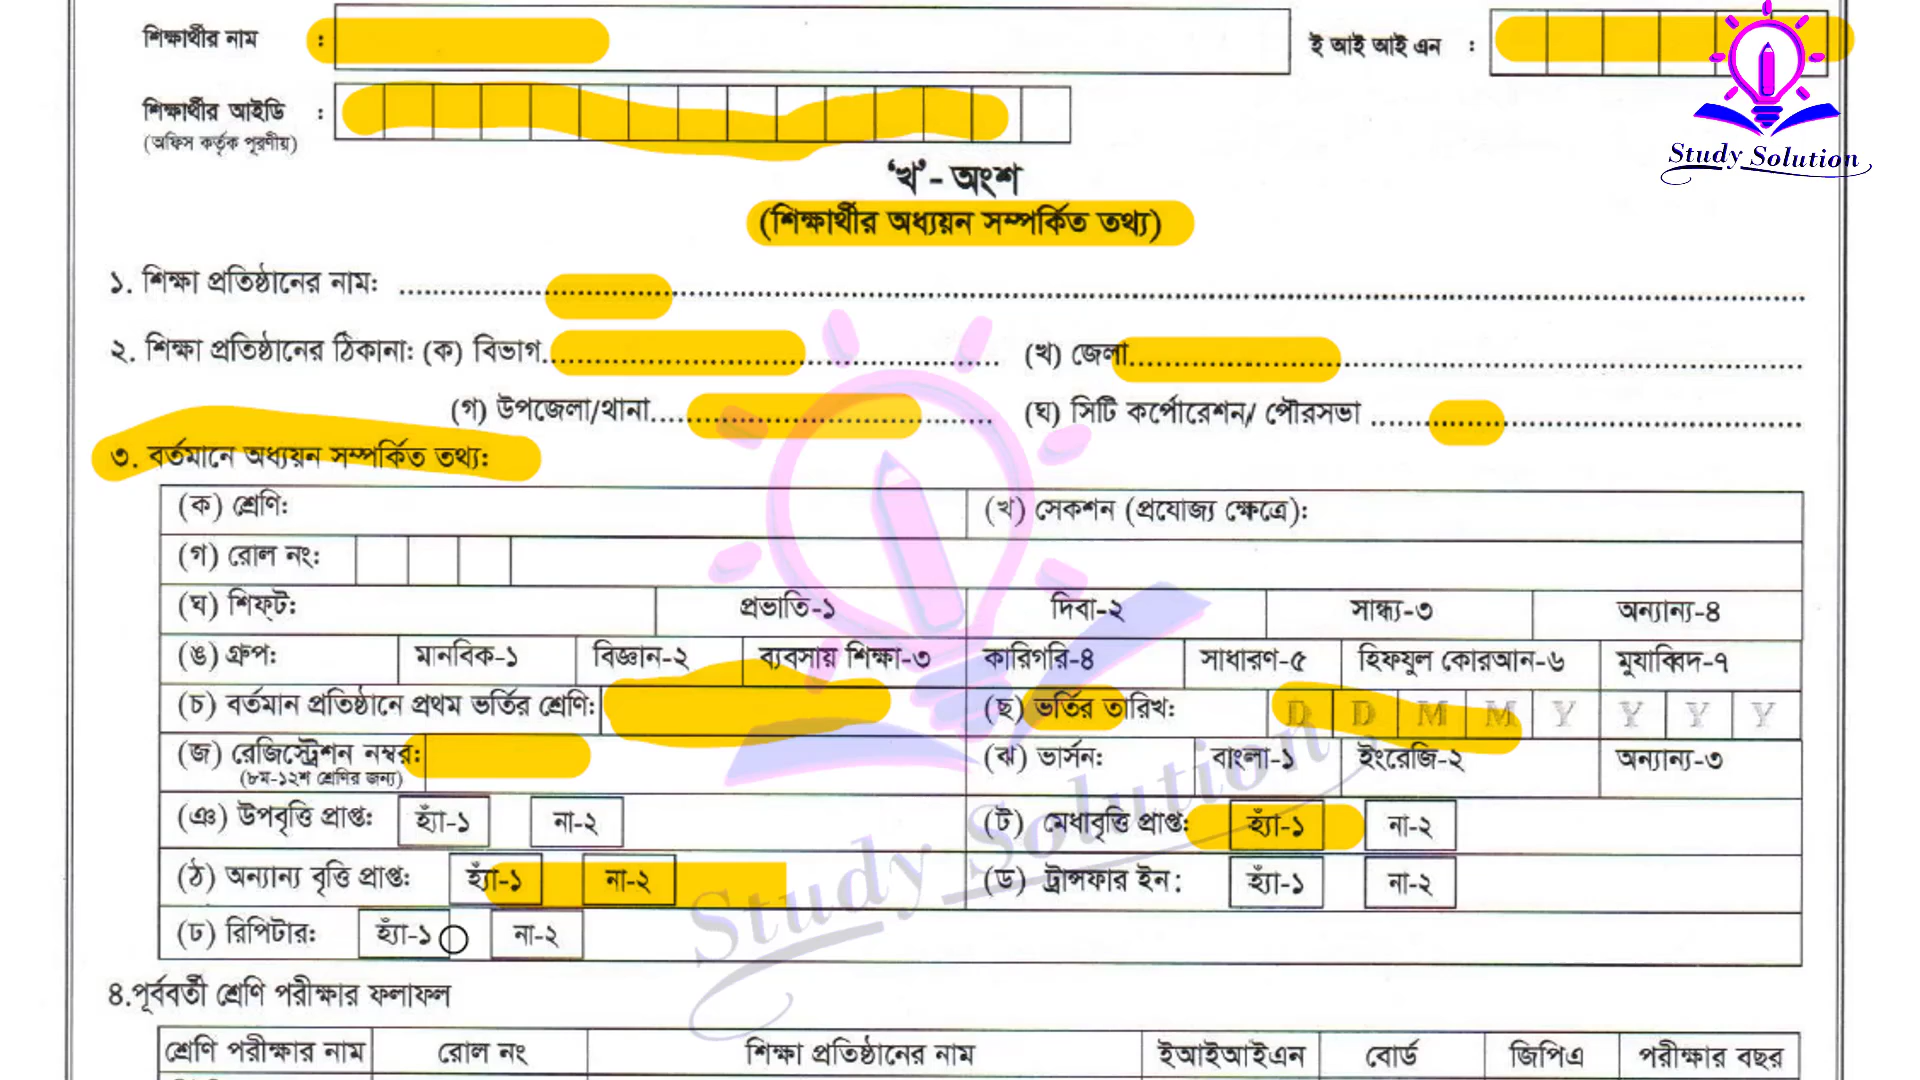 শিক্ষার্থীর নাম : ই আই আই এন :
শিক্ষার্থীর আইডি :
(অফিস কর্তৃক পূরণীয়)
Study Solution
‘খ’- অংশ
(শিক্ষার্থীর অধ্যয়ন সম্পর্কিত তথ্য)
১. শিক্ষা প্রতিষ্ঠানের নাম: ........................
২. শিক্ষা প্রতিষ্ঠানের ঠিকানা: (ক) বিভাগ........................ (খ) জেলা........................
(গ) উপজেলা/থানা........................ (ঘ) সিটি কর্পোরেশন/ পৌরসভা ........................
৩. বর্তমানে অধ্যয়ন সম্পর্কিত তথ্য:
(ক) শ্রেণি: (খ) সেকশন (প্রযোজ্য ক্ষেত্রে):
(গ) রোল নং:
(ঘ) শিফ্‌ট: প্রভাতি-১ দিবা-২ সান্ধ্য-৩ অন্যান্য-৪
(ঙ) গ্রুপ: মানবিক-১ বিজ্ঞান-২ ব্যবসায় শিক্ষা-৩ কারিগরি-৪ সাধারণ-৫ হিফযুল কোরআন-৬ মুযাব্বিদ-৭
(চ) বর্তমান প্রতিষ্ঠানে প্রথম ভর্তির শ্রেণি: (ছ) ভর্তির তারিখ: D D M M Y Y Y Y
(জ) রেজিস্ট্রেশন নম্বর: (ঝ) ভার্সন: বাংলা-১ ইংরেজি-২ অন্যান্য-৩
(৮ম-১২শ শ্রেণির জন্য)
(ঞ) উপবৃত্তি প্রাপ্ত: হ্যাঁ-১ না-২ (ট) মেধাবৃত্তি প্রাপ্ত: হ্যাঁ-১ না-২
(ঠ) অন্যান্য বৃত্তি প্রাপ্ত: হ্যাঁ-১ না-২ (ড) ট্রান্সফার ইন: হ্যাঁ-১ না-২
(ঢ) রিপিটার: হ্যাঁ-১ না-২
Study Solution
৪.পূর্ববর্তী শ্রেণি পরীক্ষার ফলাফল
শ্রেণি পরীক্ষার নাম রোল নং শিক্ষা প্রতিষ্ঠানের নাম ইআইআইএন বোর্ড জিপিএ পরীক্ষার বছর